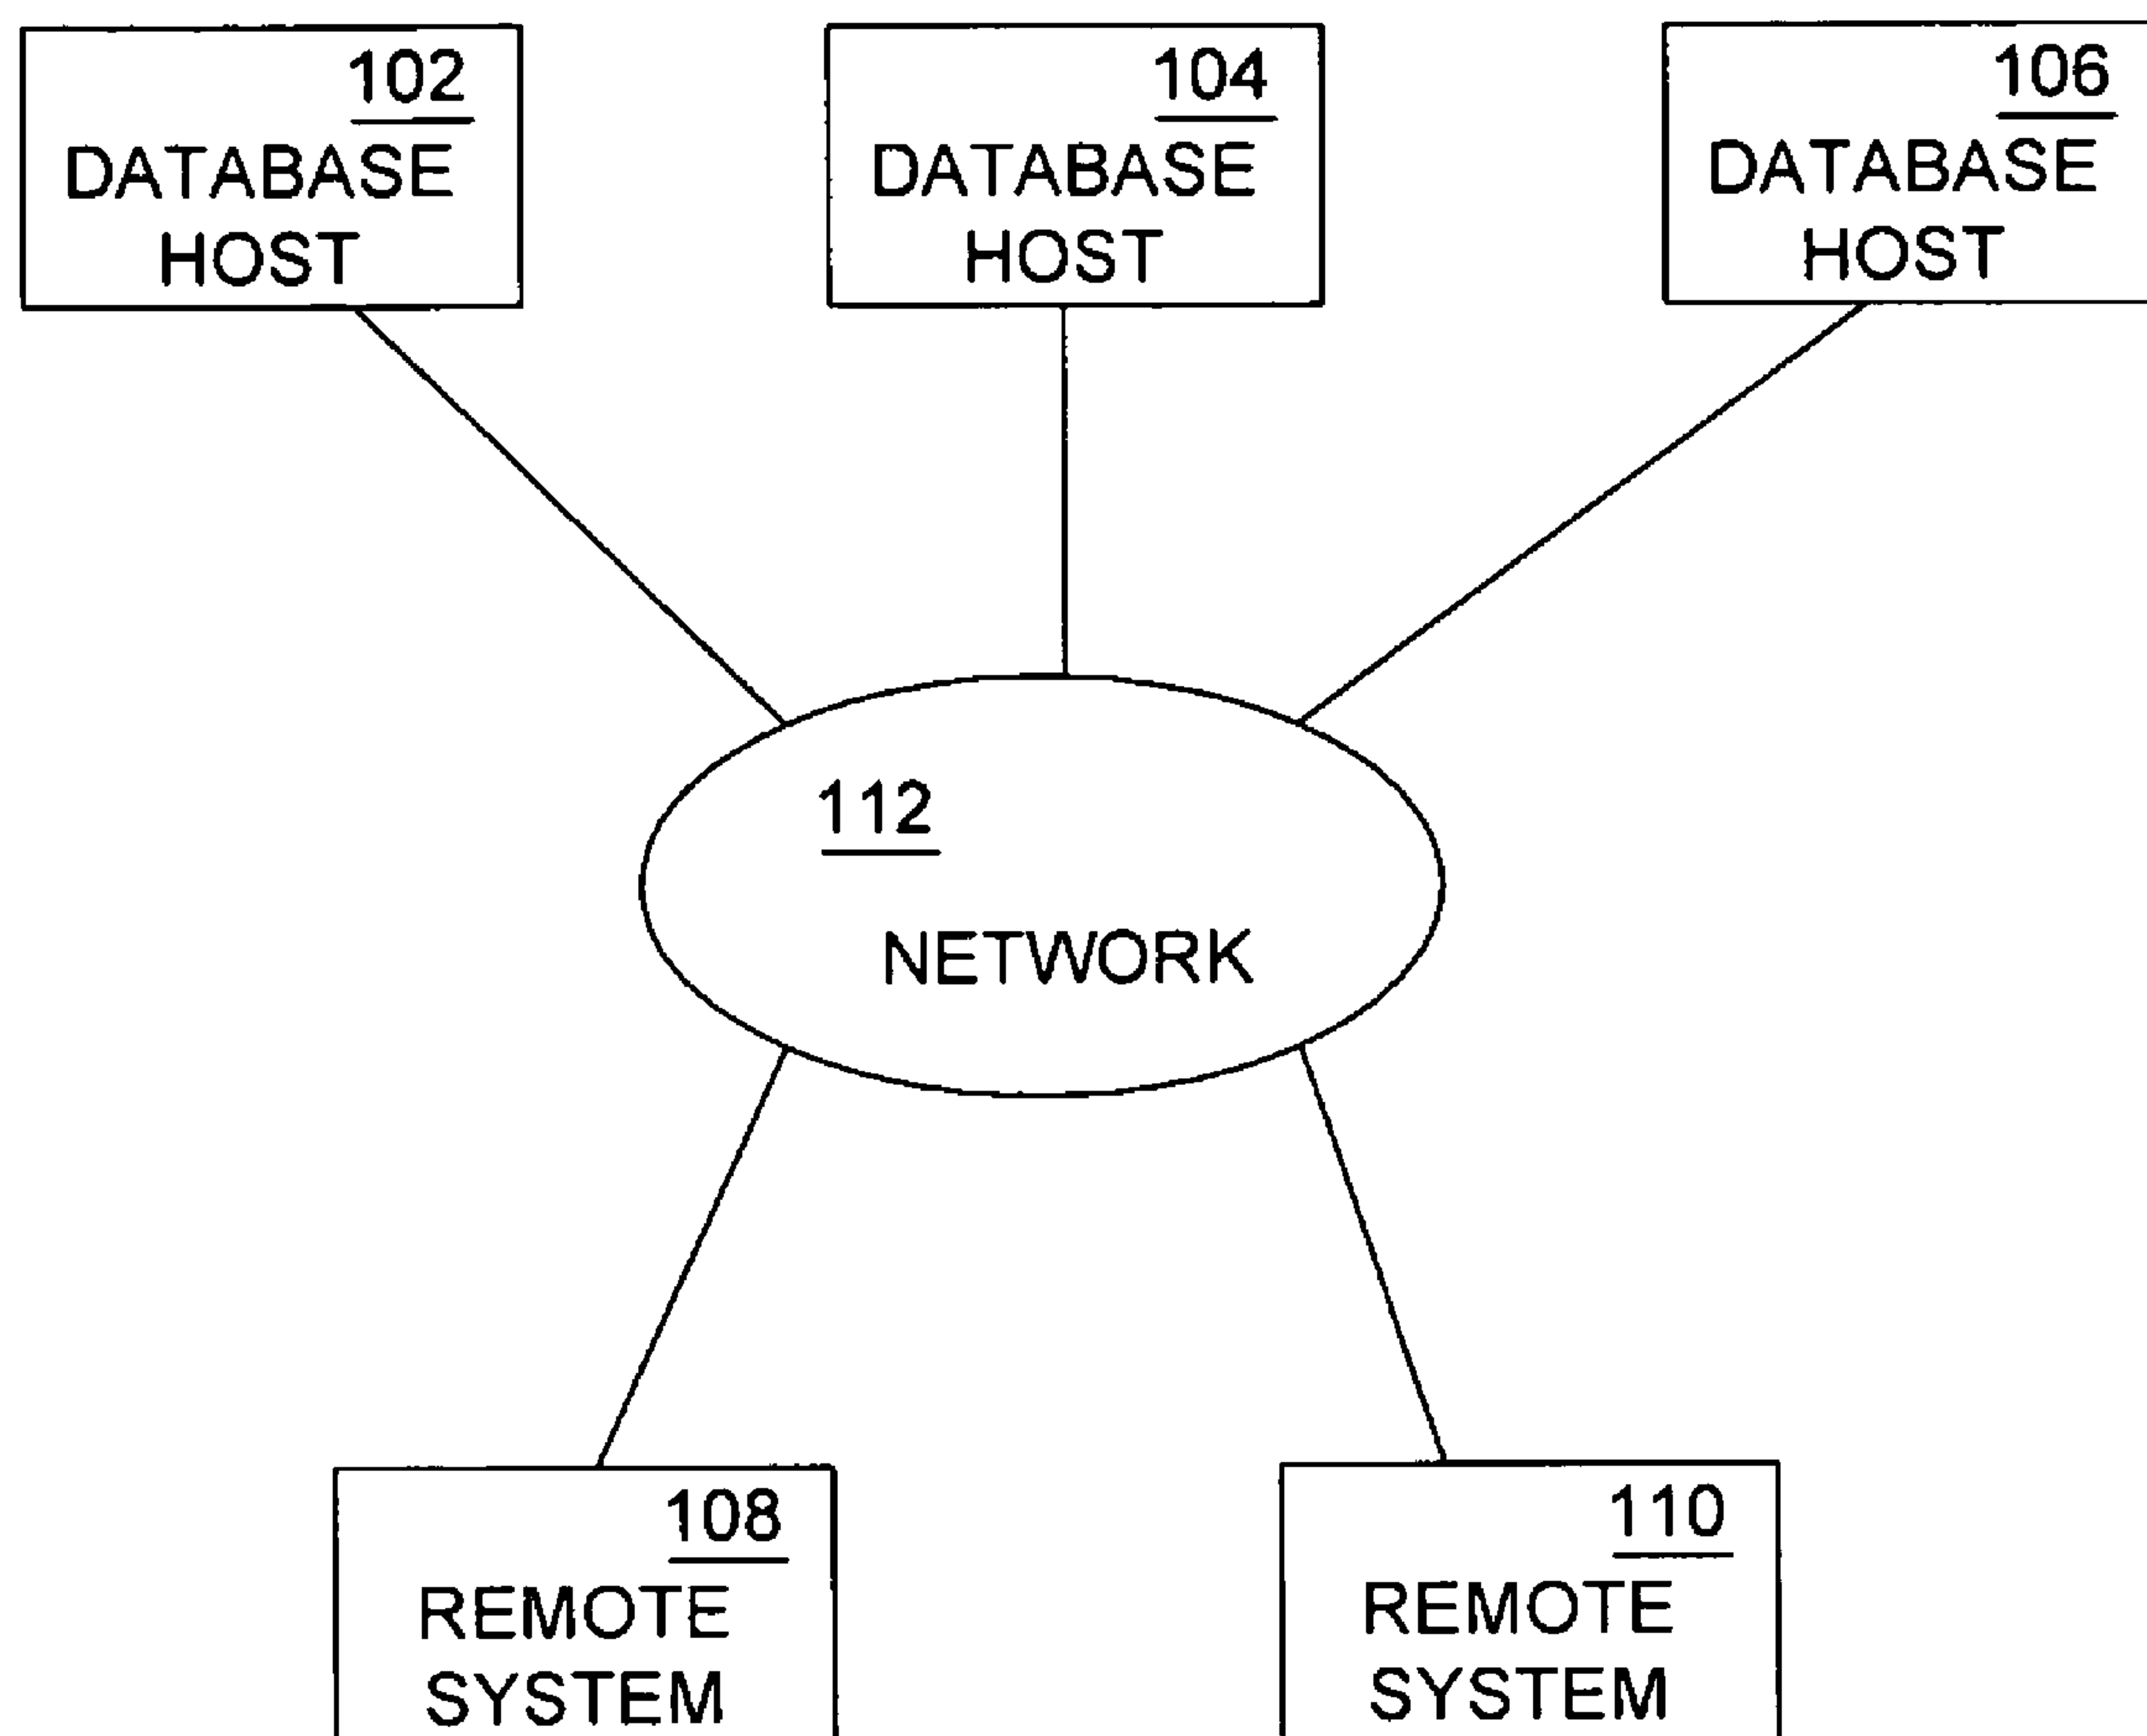 102
DATABASE
HOST
104
DATABASE
HOST
106
DATABASE
HOST
112
NETWORK
108
REMOTE
SYSTEM
110
REMOTE
SYSTEM